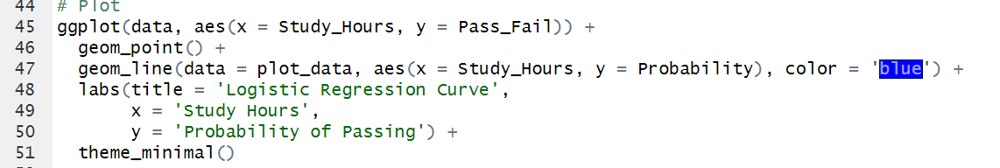 44 # Plot
45 ggplot(data, aes(x = Study_Hours, y = Pass_Fail)) +
46   geom_point() +
47   geom_line(data = plot_data, aes(x = Study_Hours, y = Probability), color = 'blue') +
48   labs(title = 'Logistic Regression Curve',
49        x = 'Study Hours',
50        y = 'Probability of Passing') +
51   theme_minimal()